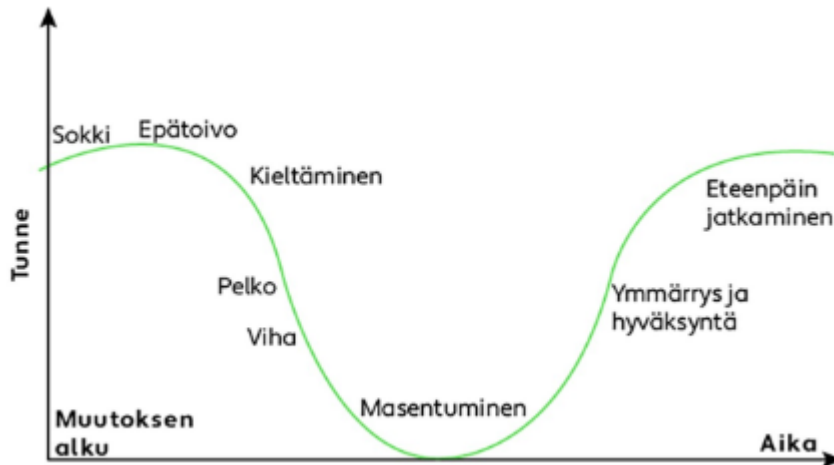 Sokki
Epätoivo
Kieltäminen
Eteenpäin
jatkaminen
Tunne
Pelko
Ymmärrys ja
hyväksyntä
Viha
Masentuminen
Muutoksen
alku
Aika